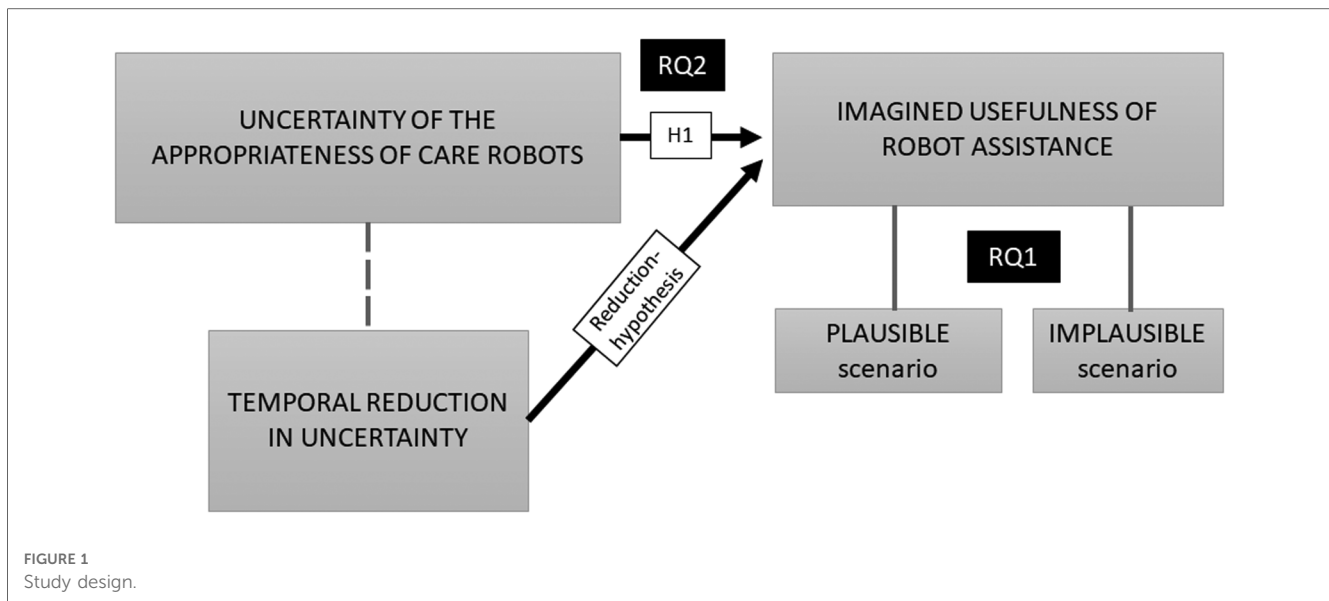 UNCERTAINTY OF THE
APPROPRIATENESS OF CARE ROBOTS
RQ2
H1
IMAGINED USEFULNESS OF
ROBOT ASSISTANCE
Reduction-
hypothesis
RQ1
TEMPORAL REDUCTION
IN UNCERTAINTY
PLAUSIBLE
scenario
IMPLAUSIBLE
scenario
FIGURE 1
Study design.